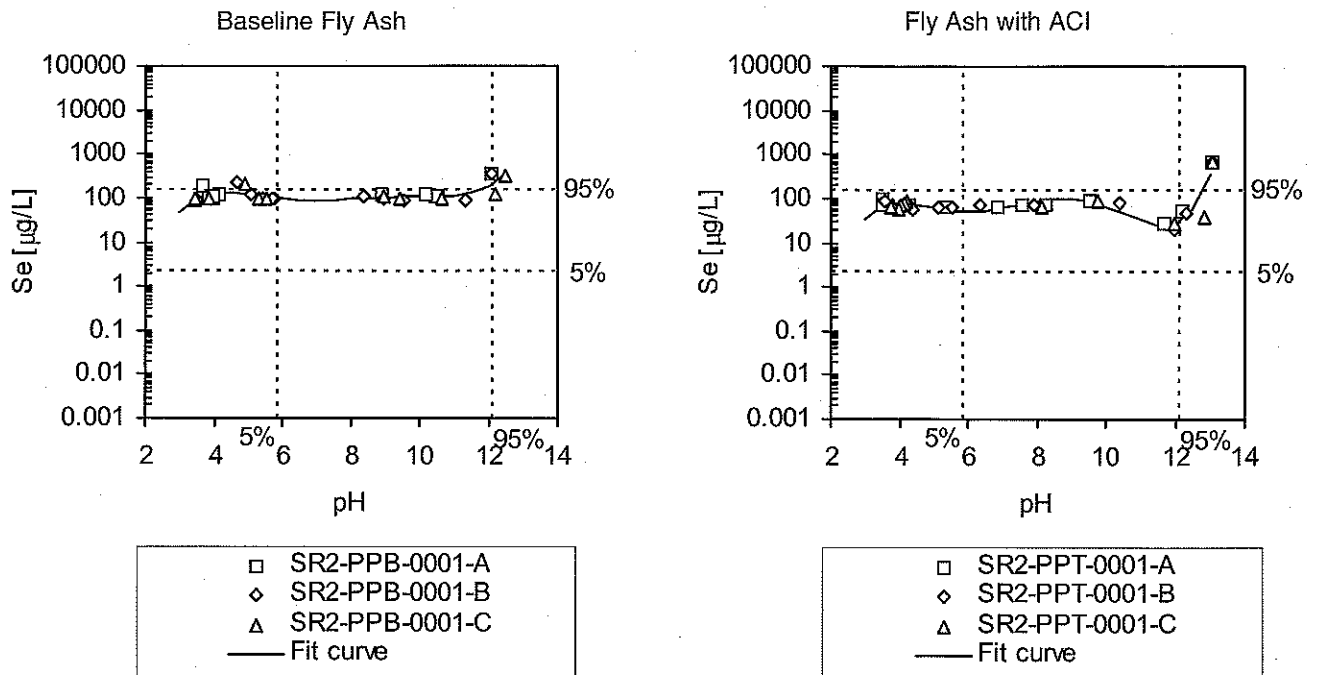 Baseline Fly Ash
100000
10000
1000
100
10
1
0.1
0.01
0.001
Se [µg/L]
95%
5%
5%
95%
2 4 6 8 10 12 14
pH
SR2-PPB-0001-A
SR2-PPB-0001-B
SR2-PPB-0001-C
Fit curve
Fly Ash with ACI
100000
10000
1000
100
10
1
0.1
0.01
0.001
Se [µg/L]
95%
5%
5%
95%
2 4 6 8 10 12 14
pH
SR2-PPT-0001-A
SR2-PPT-0001-B
SR2-PPT-0001-C
Fit curve